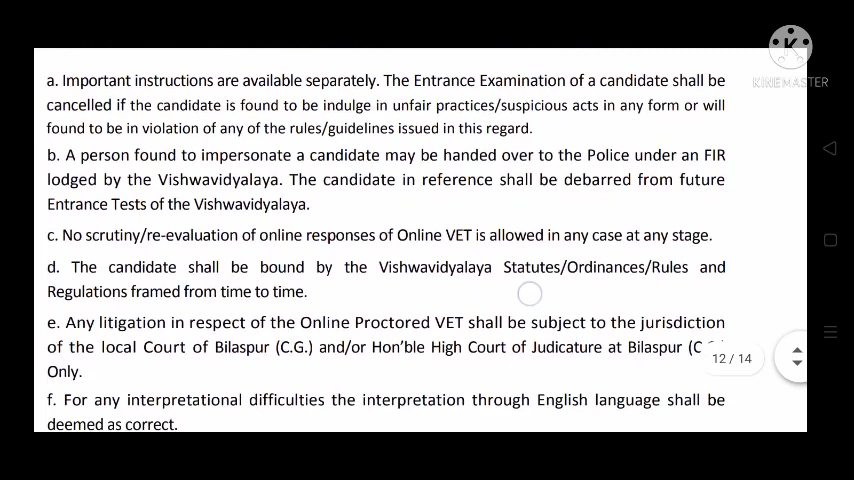 a. Important instructions are available separately. The Entrance Examination of a candidate shall be
cancelled if the candidate is found to be indulge in unfair practices/suspicious acts in any form or will
found to be in violation of any of the rules/guidelines issued in this regard.
b. A person found to impersonate a candidate may be handed over to the Police under an FIR
lodged by the Vishwavidyalaya. The candidate in reference shall be debarred from future
Entrance Tests of the Vishwavidyalaya.
c. No scrutiny/re-evaluation of online responses of Online VET is allowed in any case at any stage.
d. The candidate shall be bound by the Vishwavidyalaya Statutes/Ordinances/Rules and
Regulations framed from time to time.
e. Any litigation in respect of the Online Proctored VET shall be subject to the jurisdiction
of the local Court of Bilaspur (C.G.) and/or Hon'ble High Court of Judicature at Bilaspur
Only.
f. For any interpretational difficulties the interpretation through English language shall be
deemed as correct.
12 / 14
K
KINEMASTER